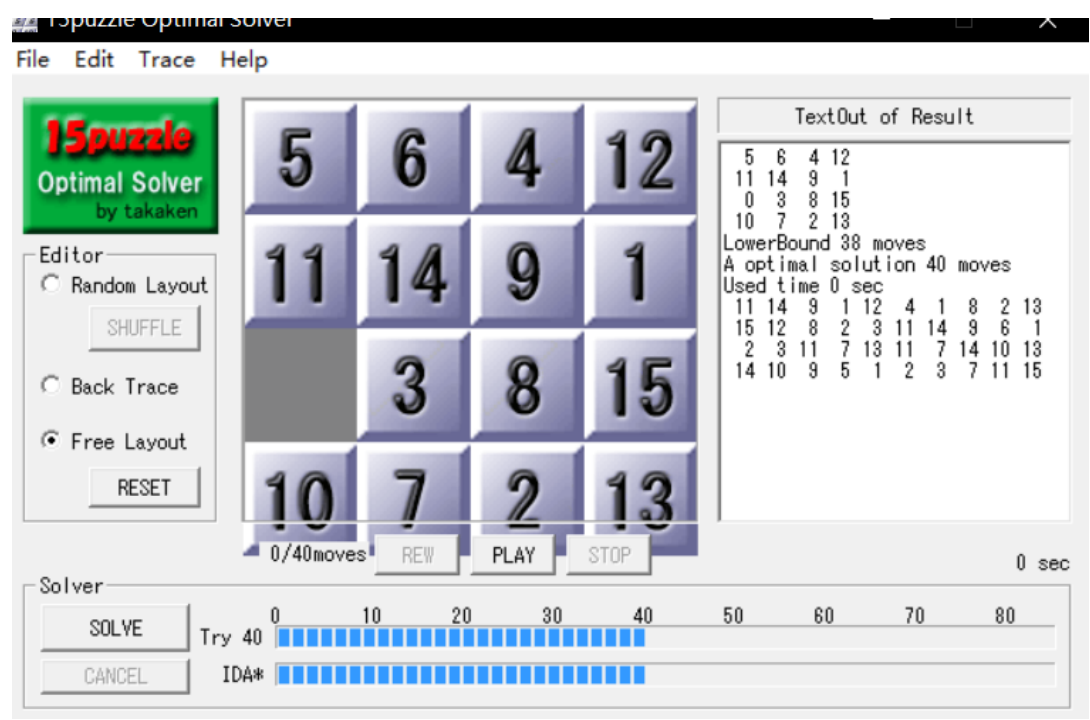 15puzzle Optimal Solver
File Edit Trace Help
15puzzle
Optimal Solver
by takaken
Editor
Random Layout
SHUFFLE
Back Trace
Free Layout
RESET
5 6 4 12
11 14 9 1
3 8 15
10 7 2 13
0/40moves REW PLAY STOP
TextOut of Result
5 6 4 12
11 14 9 1
0 3 8 15
10 7 2 13
LowerBound 38 moves
A optimal solution 40 moves
Used time 0 sec
11 14 9 1 12 4 1 8 2 13
15 12 8 2 3 11 14 9 6 1
2 3 11 7 13 11 7 14 10 13
14 10 9 5 1 2 3 7 11 15
0 sec
Solver
SOLVE
CANCEL
0 10 20 30 40 50 60 70 80
Try 40
IDA*